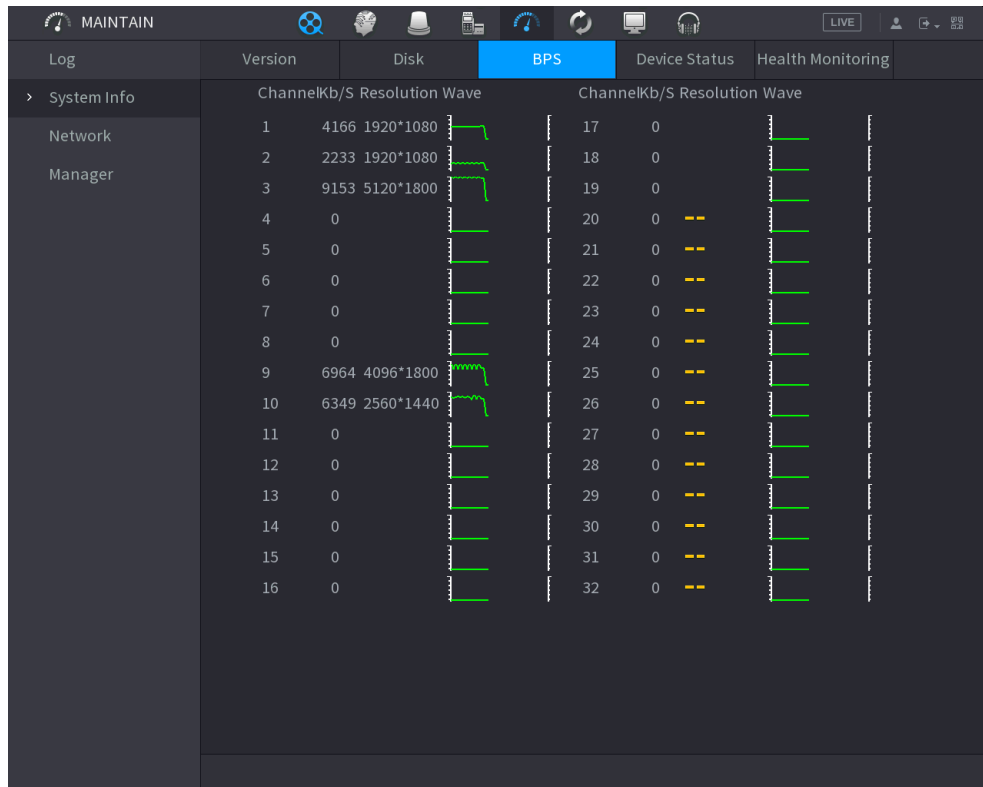 MAINTAIN LIVE
Log Version Disk BPS Device Status Health Monitoring
System Info
Network
Manager
Channel Kb/S Resolution Wave Channel Kb/S Resolution Wave
1 4166 1920*1080 17 0
2 2233 1920*1080 18 0
3 9153 5120*1800 19 0
4 0 20 0 --
5 0 21 0 --
6 0 22 0 --
7 0 23 0 --
8 0 24 0 --
9 6964 4096*1800 25 0 --
10 6349 2560*1440 26 0 --
11 0 27 0 --
12 0 28 0 --
13 0 29 0 --
14 0 30 0 --
15 0 31 0 --
16 0 32 0 --